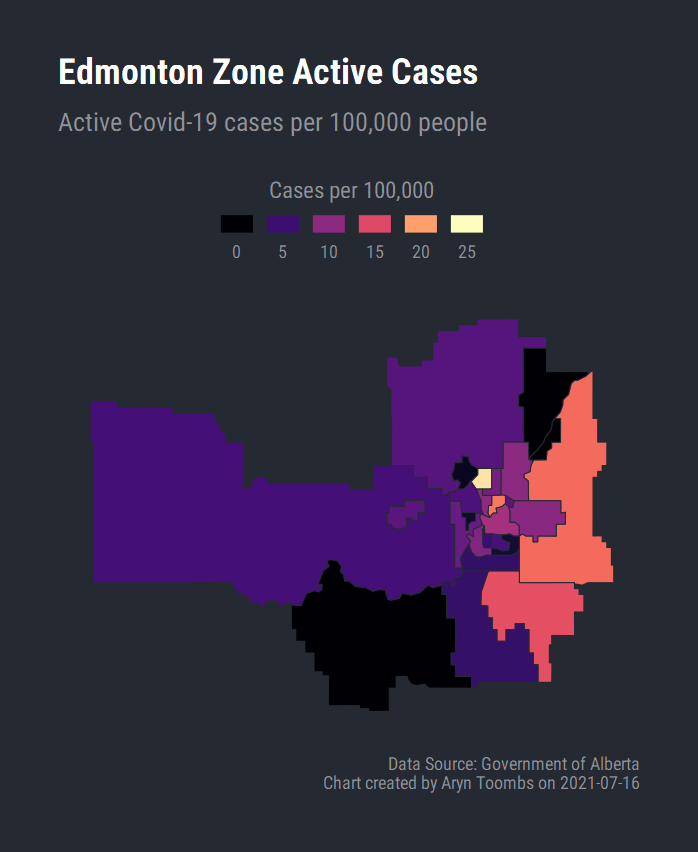 Edmonton Zone Active Cases
Active Covid-19 cases per 100,000 people
Cases per 100,000
0 5 10 15 20 25
Data Source: Government of Alberta
Chart created by Aryn Toombs on 2021-07-16